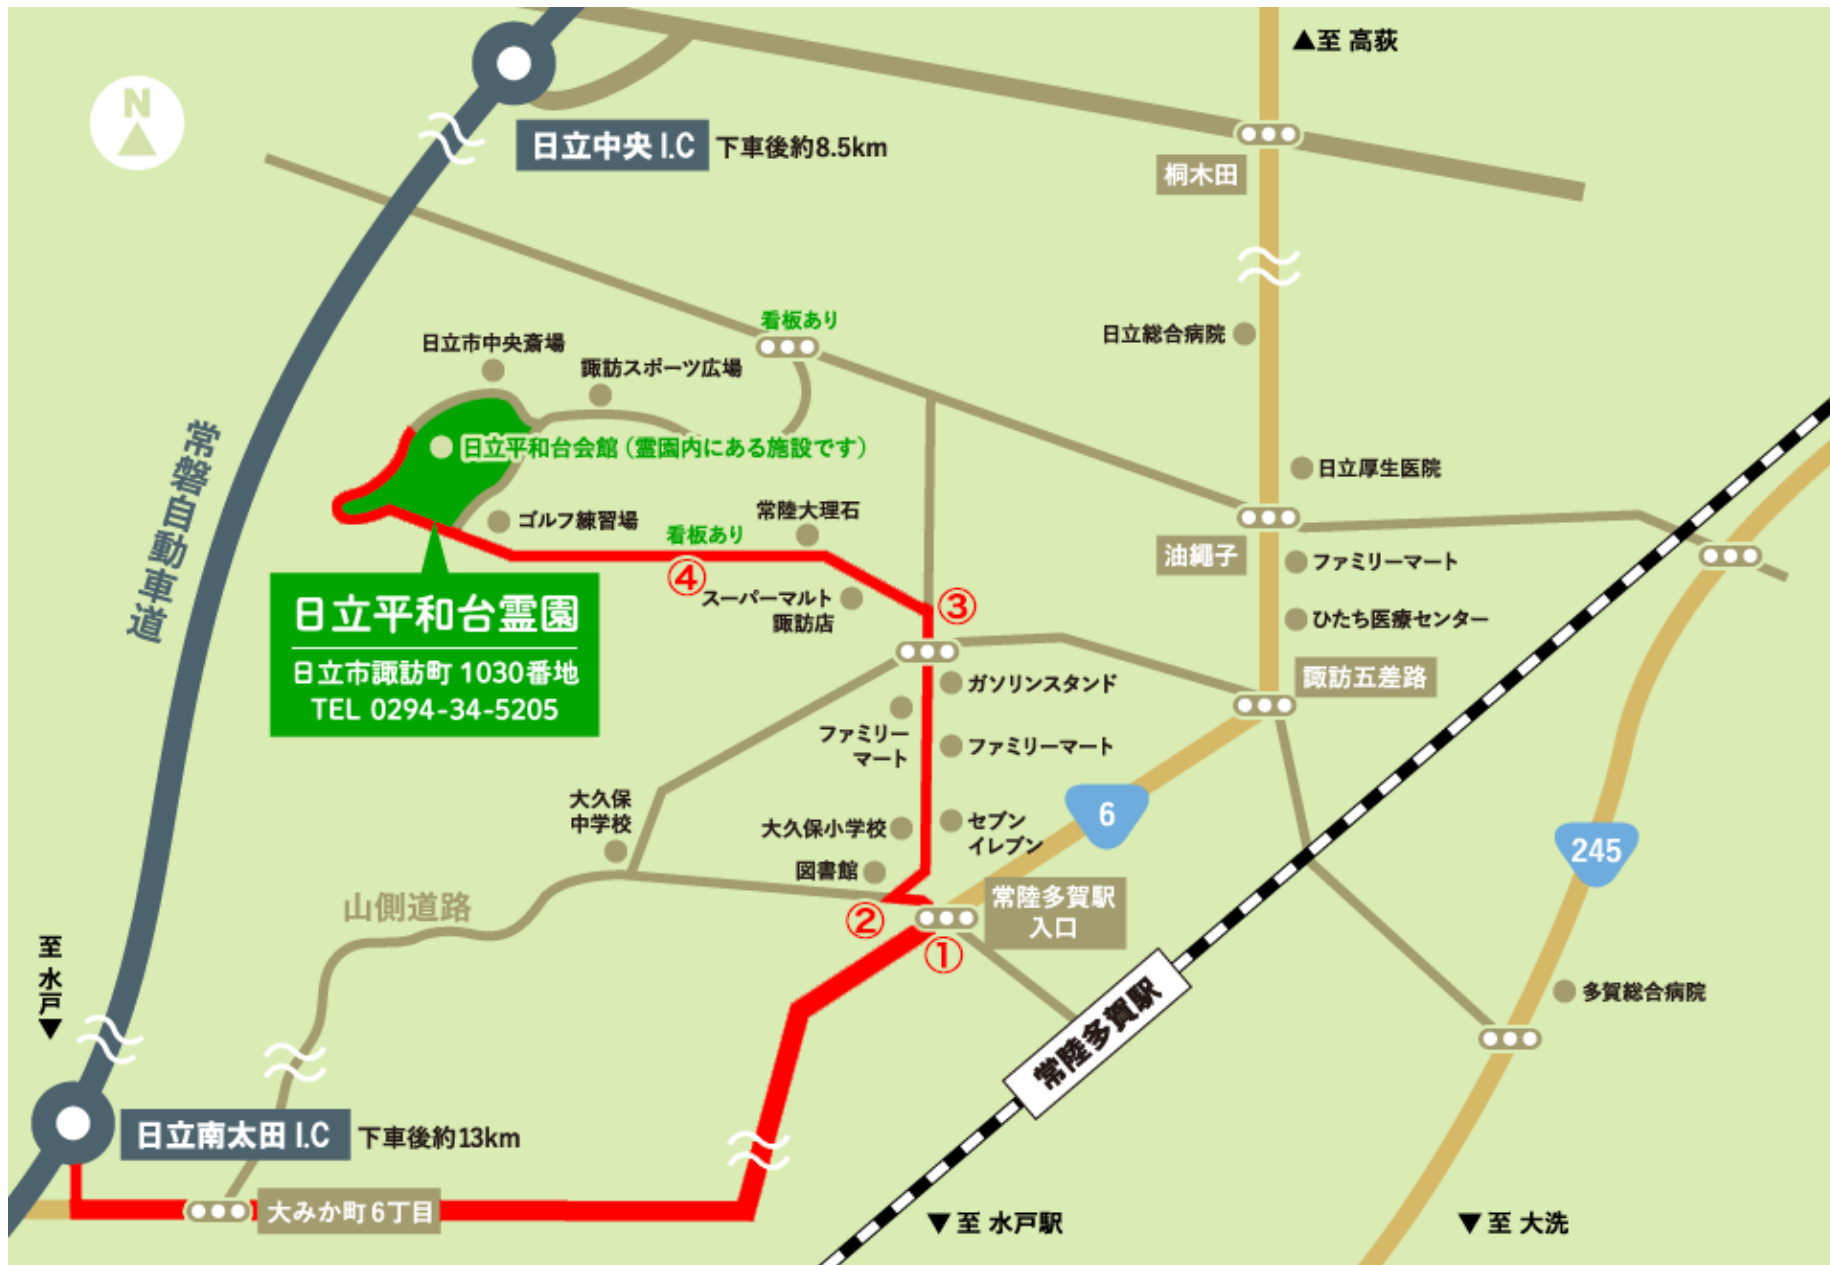 ▲至 高萩
N
日立中央 I.C 下車後約8.5km
桐木田
看板あり
日立総合病院
日立市中央斎場
諏訪スポーツ広場
日立平和台会館（霊園内にある施設です）
日立厚生医院
常磐自動車道
ゴルフ練習場
常陸大理石
看板あり
油縄子
ファミリーマート
④
スーパーマルト
諏訪店
③
ひたち医療センター
日立平和台霊園
日立市諏訪町 1030番地
TEL 0294-34-5205
諏訪五差路
ガソリンスタンド
ファミリー
マート
ファミリーマート
大久保
中学校
6
大久保小学校
セブン
イレブン
245
図書館
山側道路
②
常陸多賀駅
入口
①
至 水戸▼
常陸多賀駅
多賀総合病院
日立南太田 I.C 下車後約13km
大みか町6丁目
▼至 水戸駅
▼至 大洗